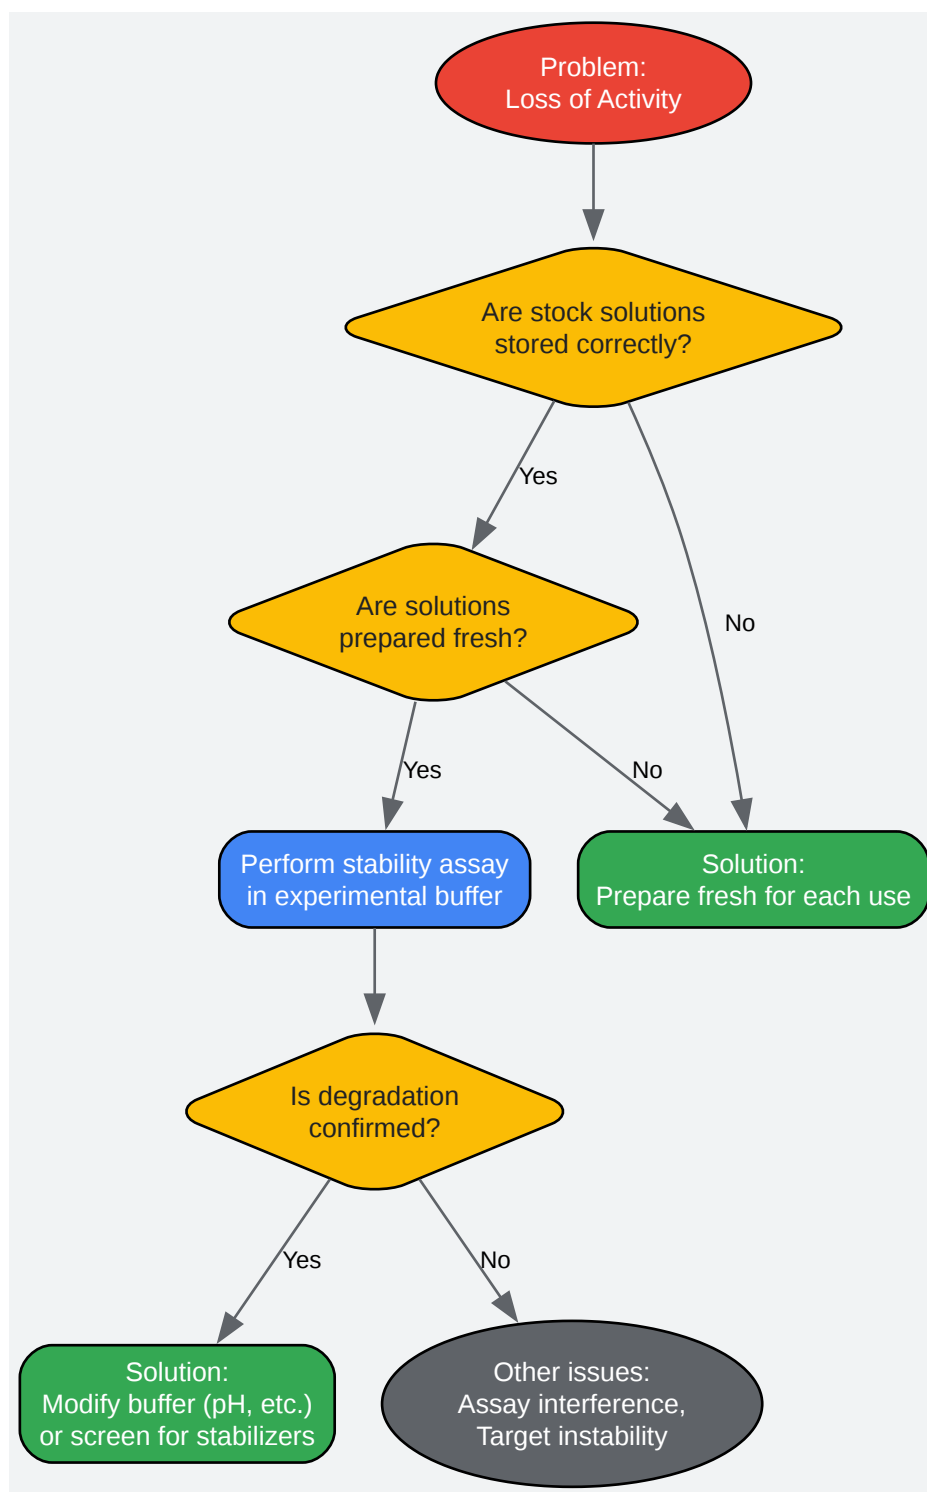 Problem:
Loss of Activity
Are stock solutions
stored correctly?
Yes
No
Are solutions
prepared fresh?
Yes
No
Perform stability assay
in experimental buffer
Solution:
Prepare fresh for each use
Is degradation
confirmed?
Yes
No
Solution:
Modify buffer (pH, etc.)
or screen for stabilizers
Other issues:
Assay interference,
Target instability